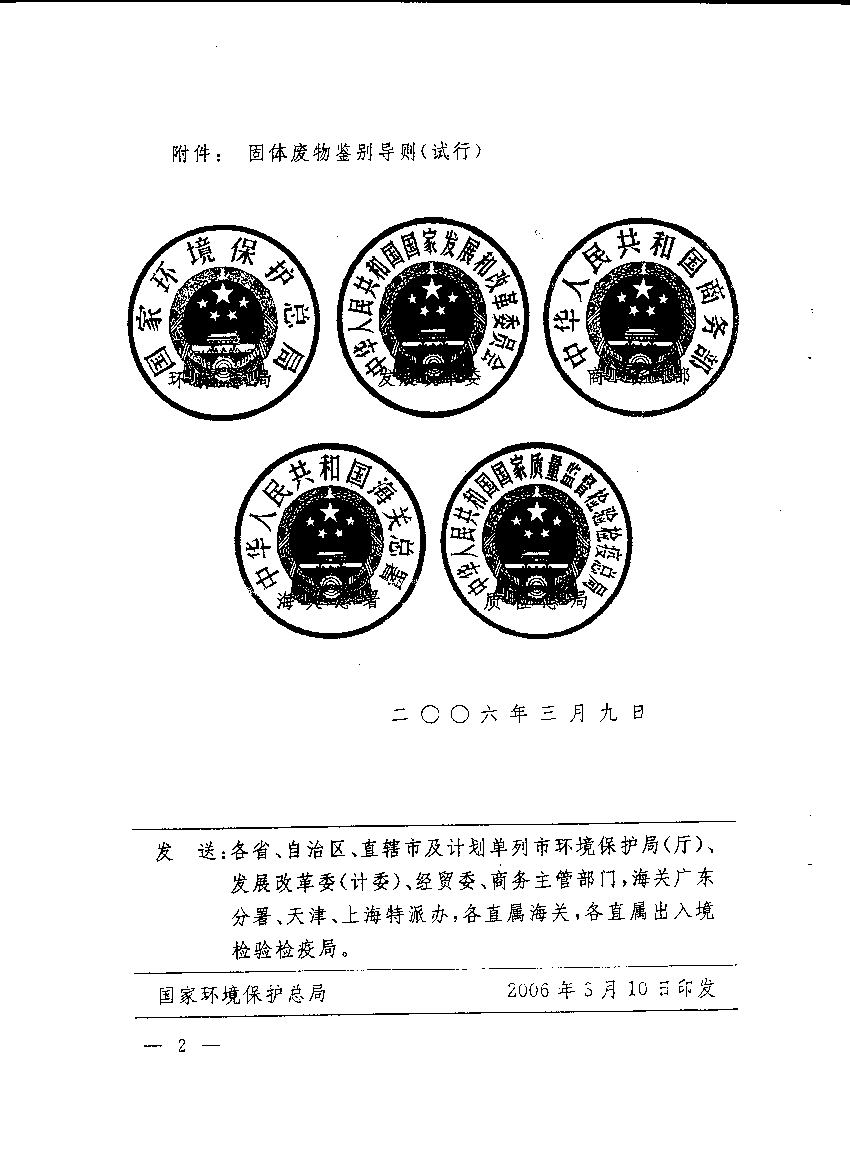 附件： 固体废物鉴别导则(试行)
国家环境保护总局
中华人民共和国国家发展和改革委员会
中华人民共和国商务部
中华人民共和国海关总署
中华人民共和国国家质量监督检验检疫总局
二〇〇六年三月九日
发 送：各省、自治区、直辖市及计划单列市环境保护局(厅)、
发展改革委(计委)、经贸委、商务主管部门，海关广东
分署、天津、上海特派办，各直属海关，各直属出入境
检验检疫局。
国家环境保护总局 2006年3月10日印发
— 2 —